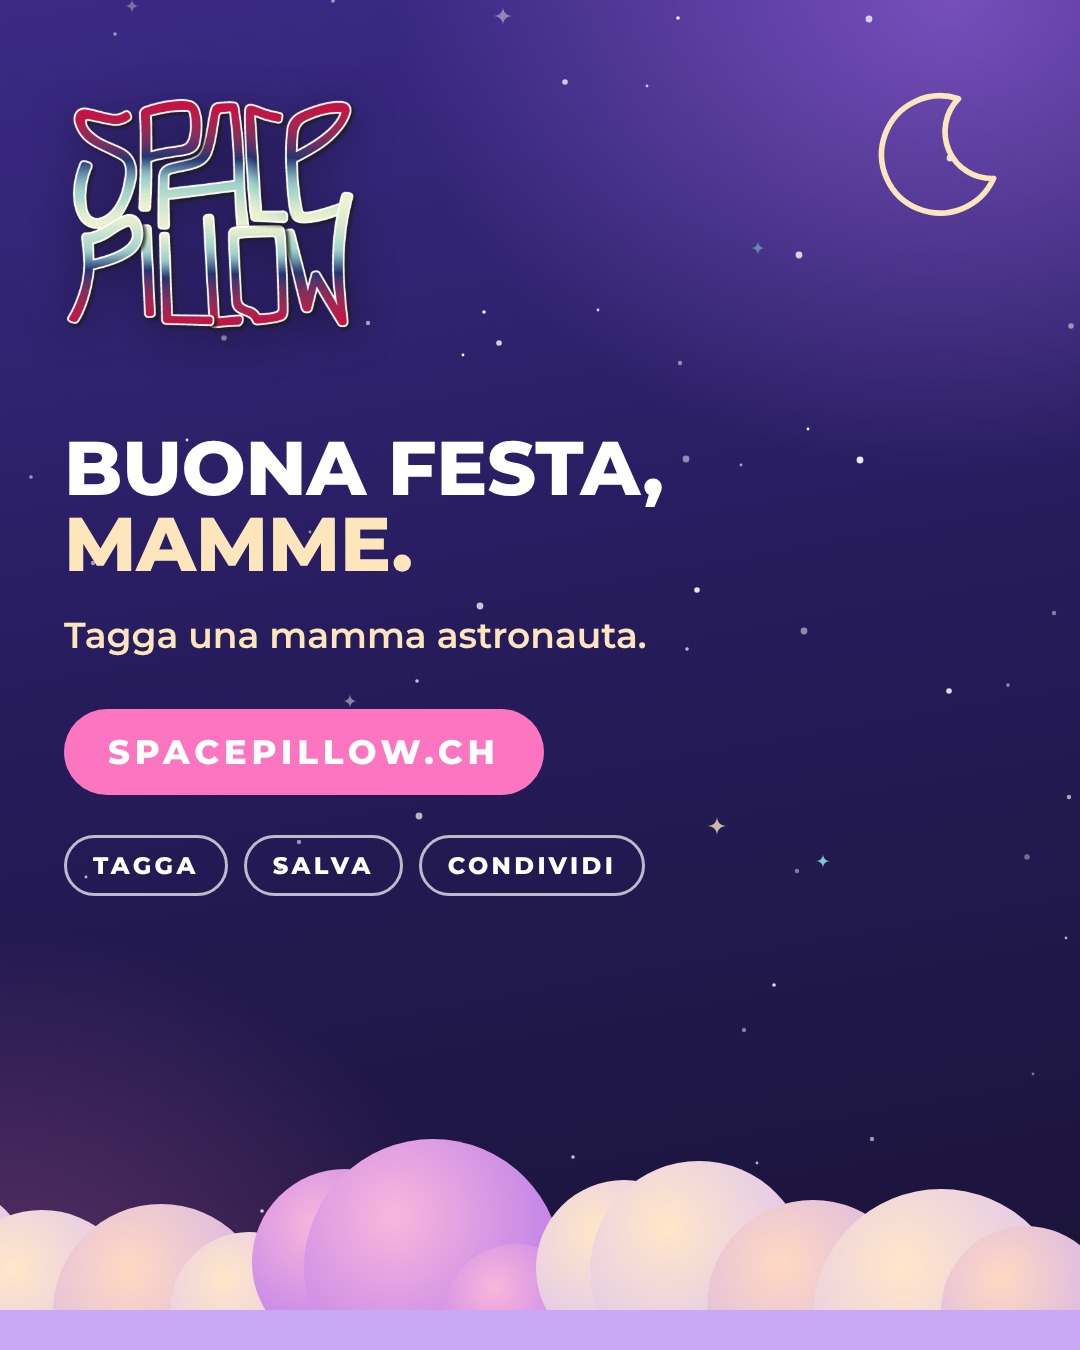 SPACE
PILLOW
BUONA FESTA,
MAMME.
Tagga una mamma astronauta.
SPACEPILLOW.CH
TAGGA SALVA CONDIVIDI